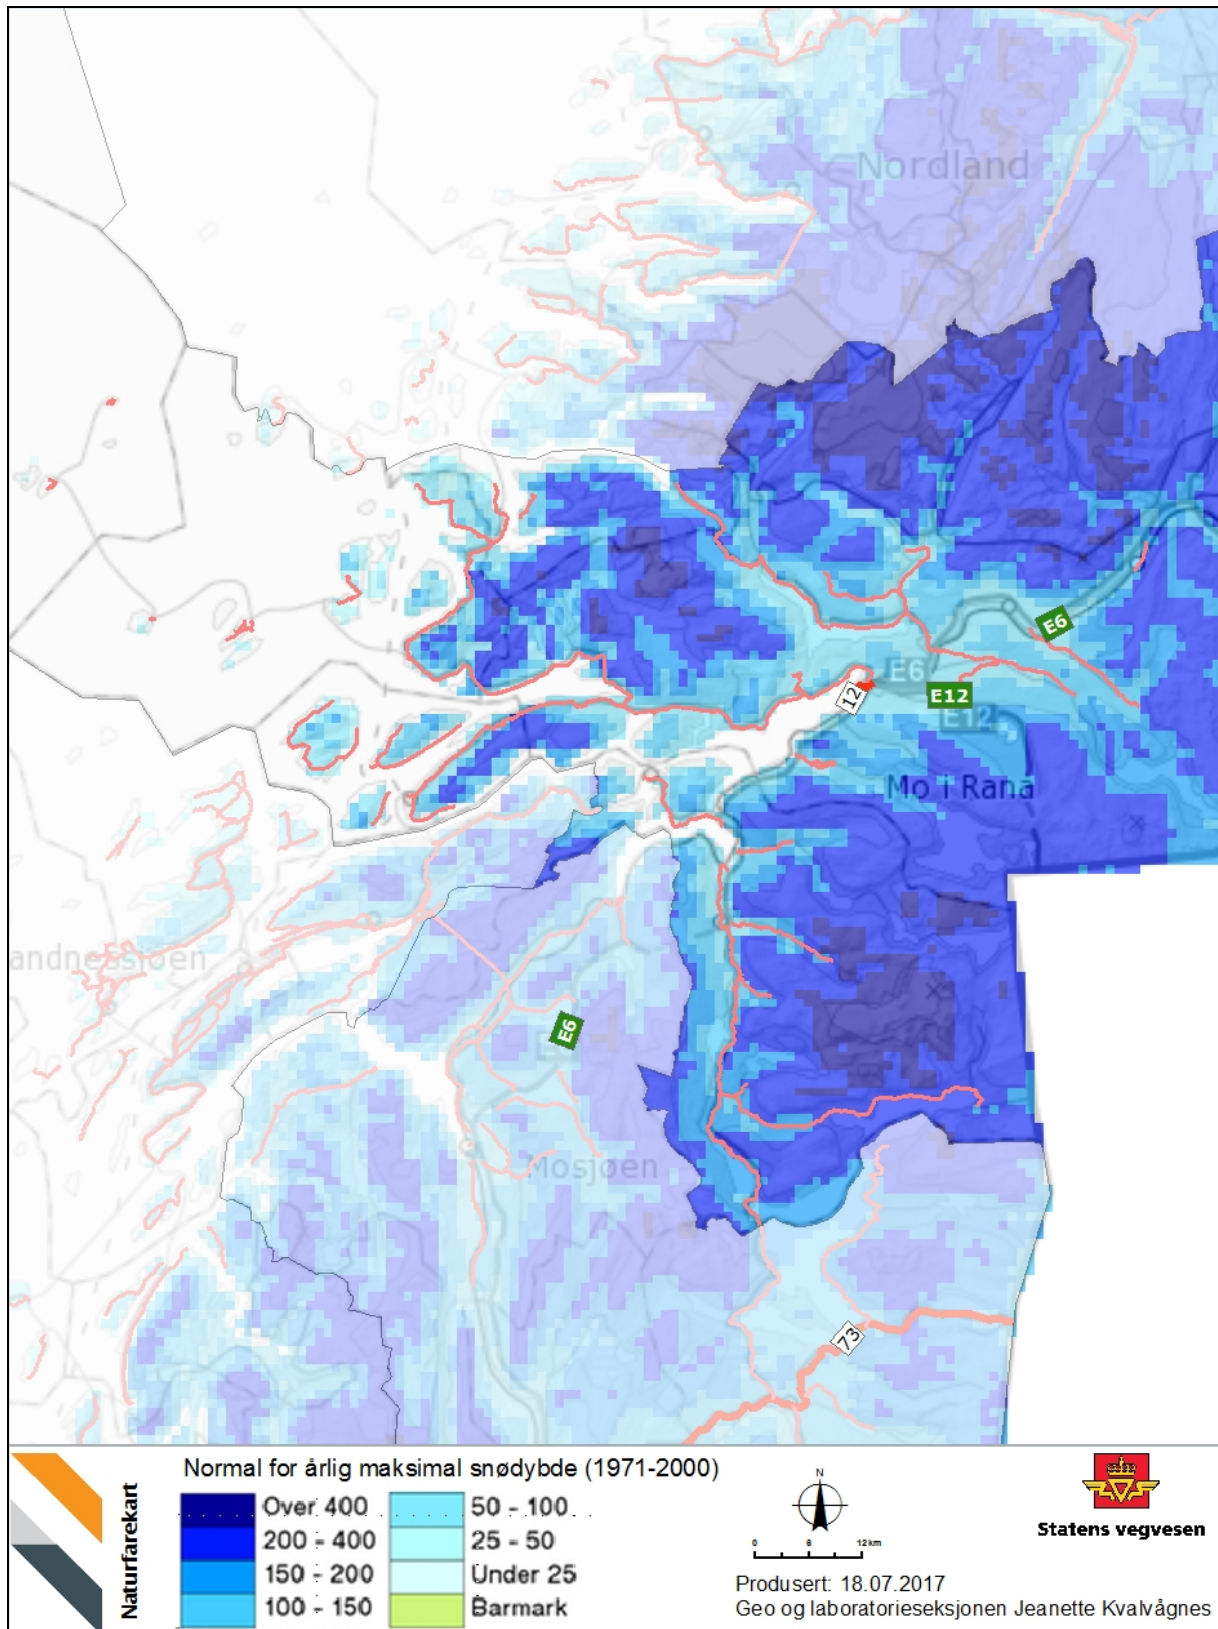 Nordland
E6
E6
E12
12
E12
Mo i Rana
andnessjøen
E6
Mosjøen
73
Naturfarekart
Normal for årlig maksimal snødybde (1971-2000)
Over 400
200 - 400
150 - 200
100 - 150
50 - 100
25 - 50
Under 25
Barmark
N
0 6 12 km
Statens vegvesen
Produsert: 18.07.2017
Geo og laboratorieseksjonen Jeanette Kvalvågnes